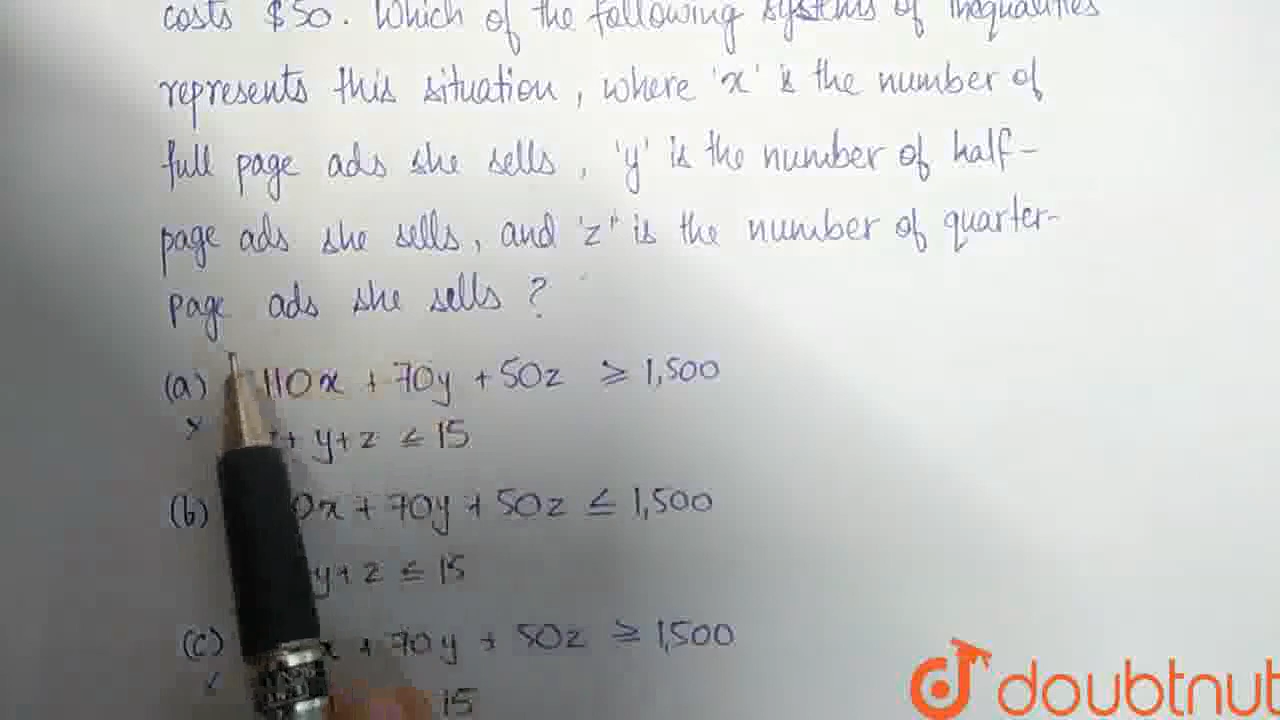 costs $50. Which of the following systems of inequalities
represents this situation, where 'x' is the number of
full page ads she sells, 'y' is the number of half-
page ads she sells, and 'z' is the number of quarter-
page ads she sells?
(a) 110x + 70y + 50z ≥ 1,500
+ y + z ≤ 15
(b) 0x + 70y + 50z ≤ 1,500
y + z ≤ 15
(c) x + 70y + 50z ≥ 1,500
15
doubtnut